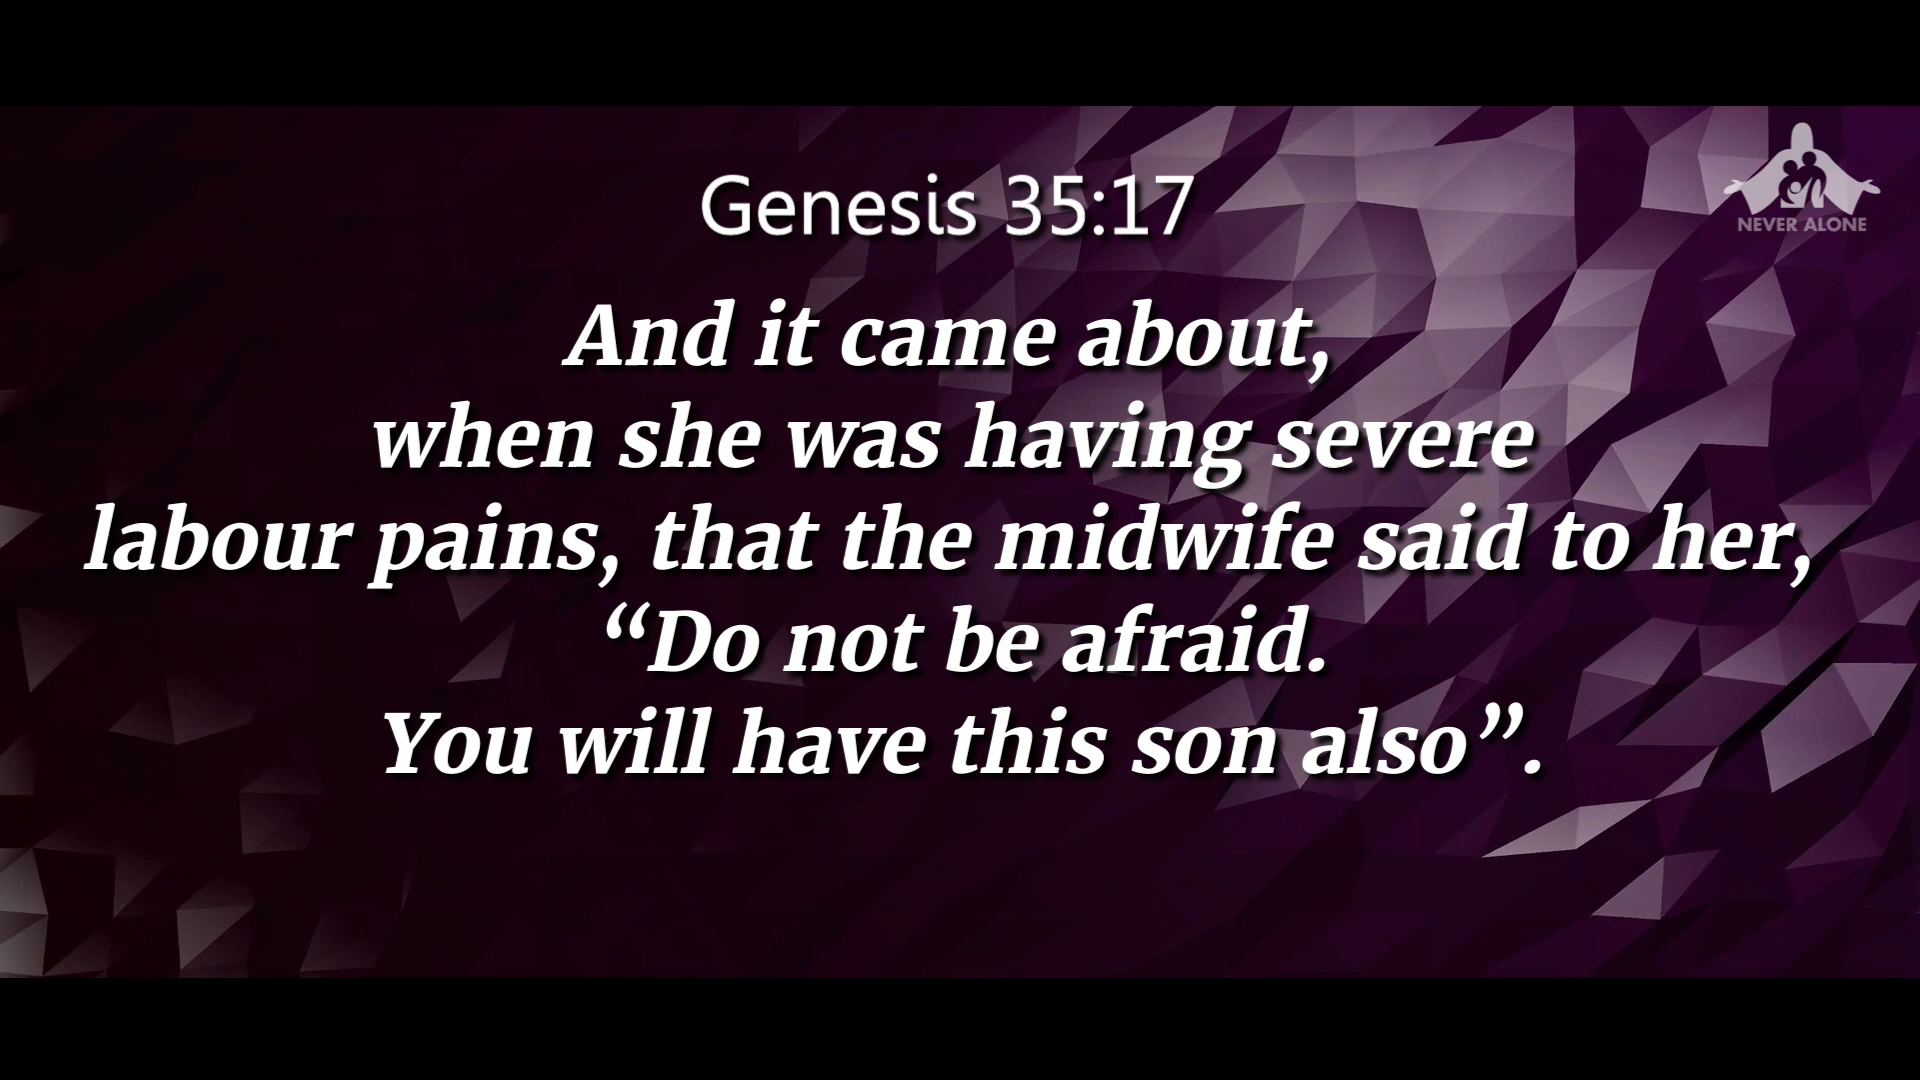 Genesis 35:17
NEVER ALONE
And it came about,
when she was having severe
labour pains, that the midwife said to her,
“Do not be afraid.
You will have this son also”.